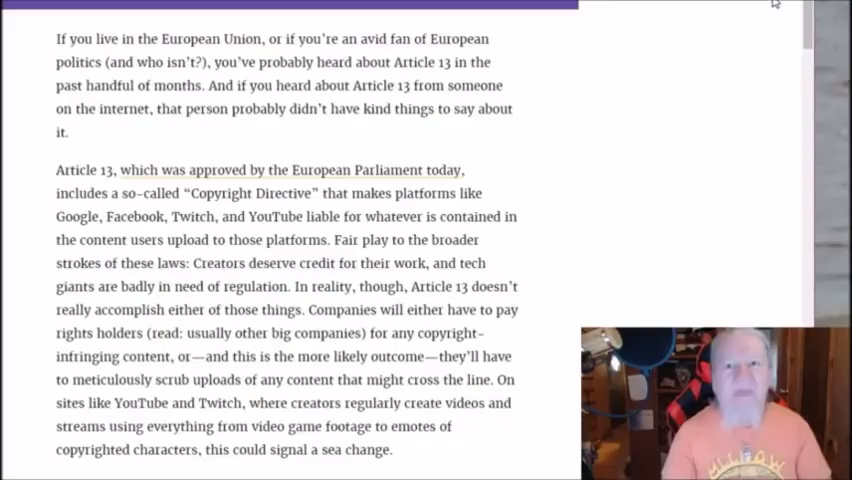 If you live in the European Union, or if you're an avid fan of European
politics (and who isn't?), you've probably heard about Article 13 in the
past handful of months. And if you heard about Article 13 from someone
on the internet, that person probably didn't have kind things to say about
it.
Article 13, which was approved by the European Parliament today,
includes a so-called “Copyright Directive” that makes platforms like
Google, Facebook, Twitch, and YouTube liable for whatever is contained in
the content users upload to those platforms. Fair play to the broader
strokes of these laws: Creators deserve credit for their work, and tech
giants are badly in need of regulation. In reality, though, Article 13 doesn't
really accomplish either of those things. Companies will either have to pay
rights holders (read: usually other big companies) for any copyright-
infringing content, or—and this is the more likely outcome—they'll have
to meticulously scrub uploads of any content that might cross the line. On
sites like YouTube and Twitch, where creators regularly create videos and
streams using everything from video game footage to emotes of
copyrighted characters, this could signal a sea change.